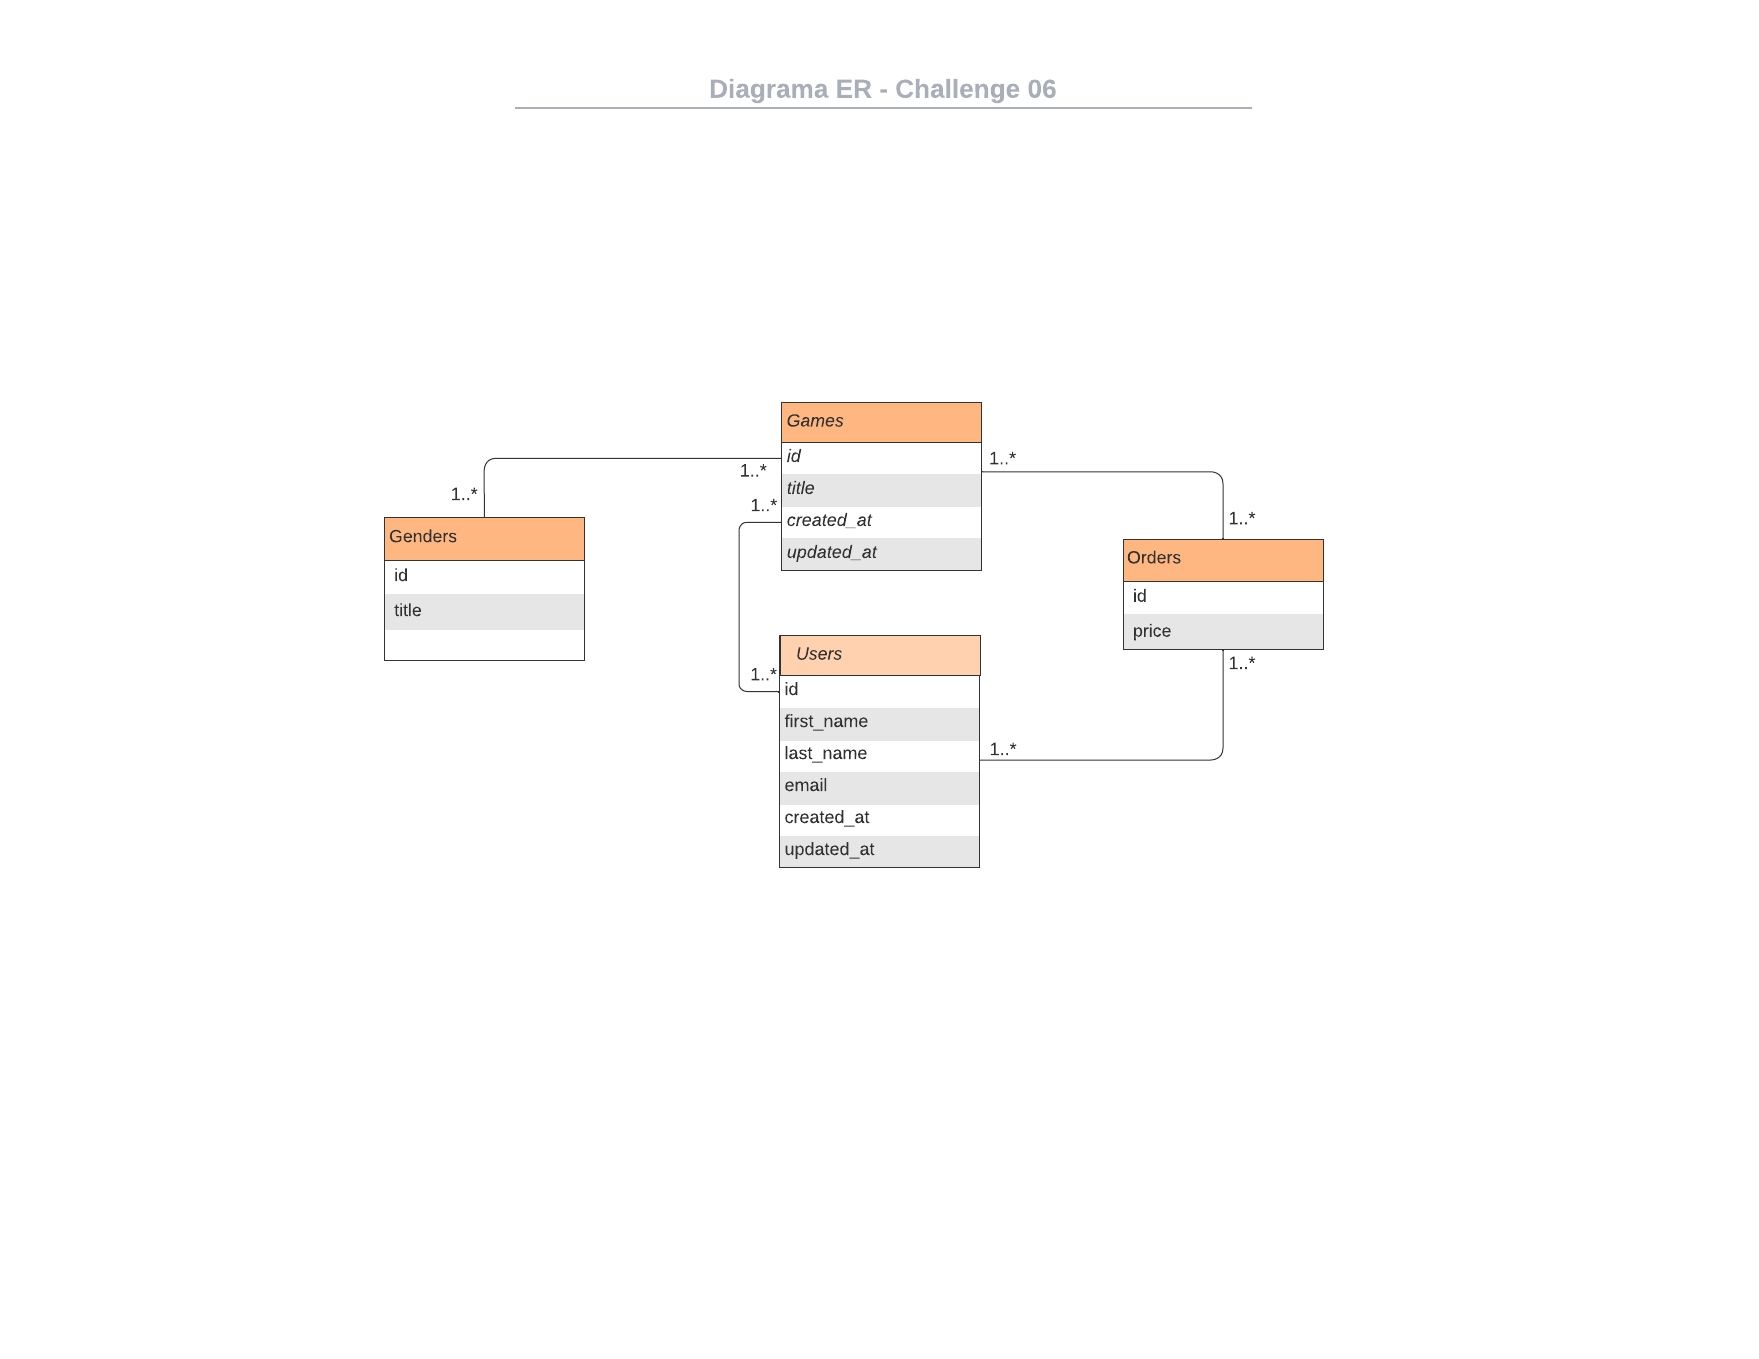 Diagrama ER - Challenge 06
Games
id
title
created_at
updated_at
1..*
1..*
1..*
1..*
1..*
1..*
Genders
id
title
Orders
id
price
Users
id
first_name
last_name
email
created_at
updated_at
1..*
1..*